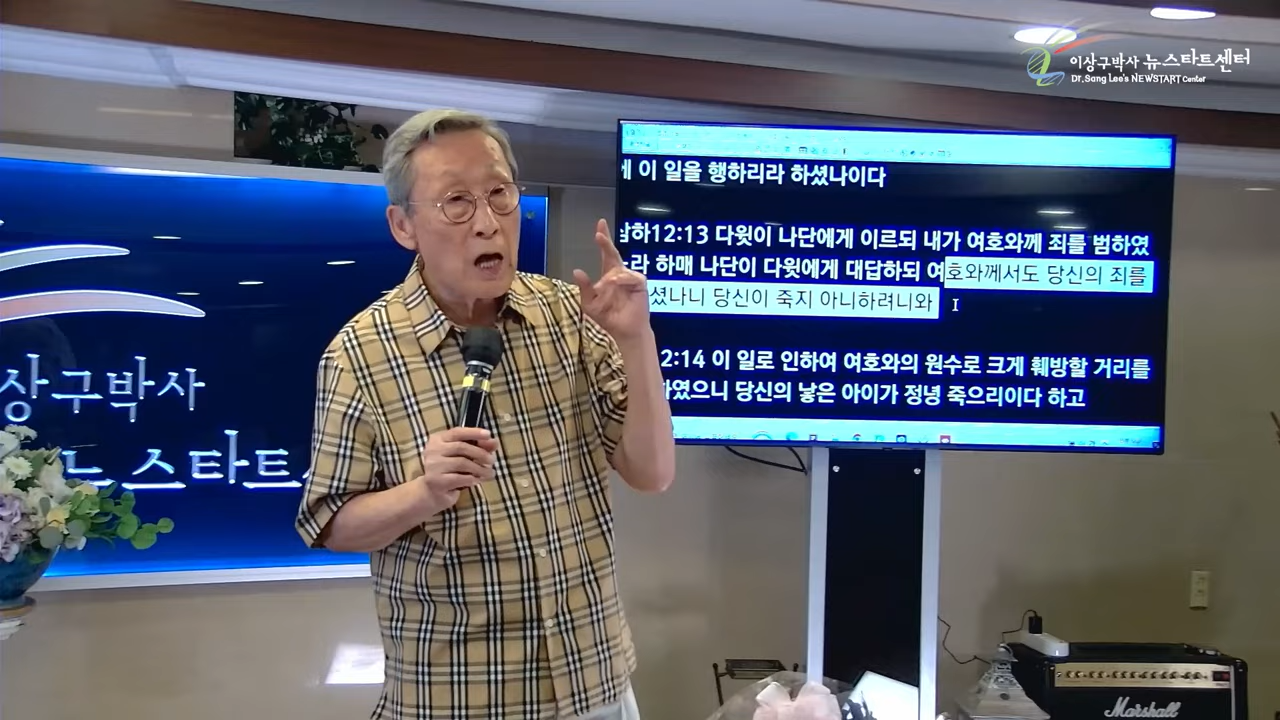 이상구박사 뉴스타트센터
Dr. Sang Lee's NEWSTART Center
이 일을 행하리라 하셨나이다
12:13 다윗이 나단에게 이르되 내가 여호와께 죄를 범하였
라 하매 나단이 다윗에게 대답하되 여호와께서도 당신의 죄를
셨나니 당신이 죽지 아니하려니와
2:14 이 일로 인하여 여호와의 원수로 크게 훼방할 거리를
하였으니 당신의 낳은 아이가 정녕 죽으리이다 하고
상구박사
뉴스타트
Marshall